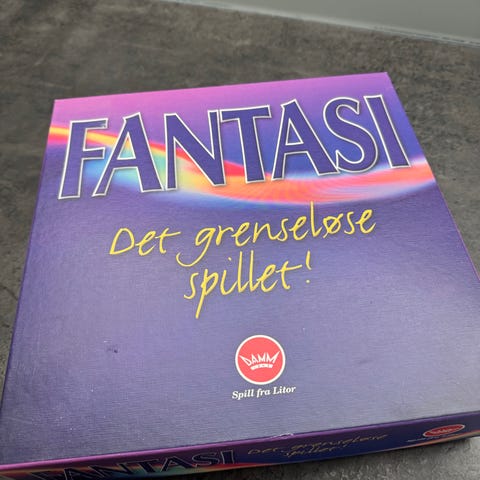 FANTASI
Det grenseløse
spillet!
DAMM
Spill fra Litor
FANTASI Det grenseløse
spillet!